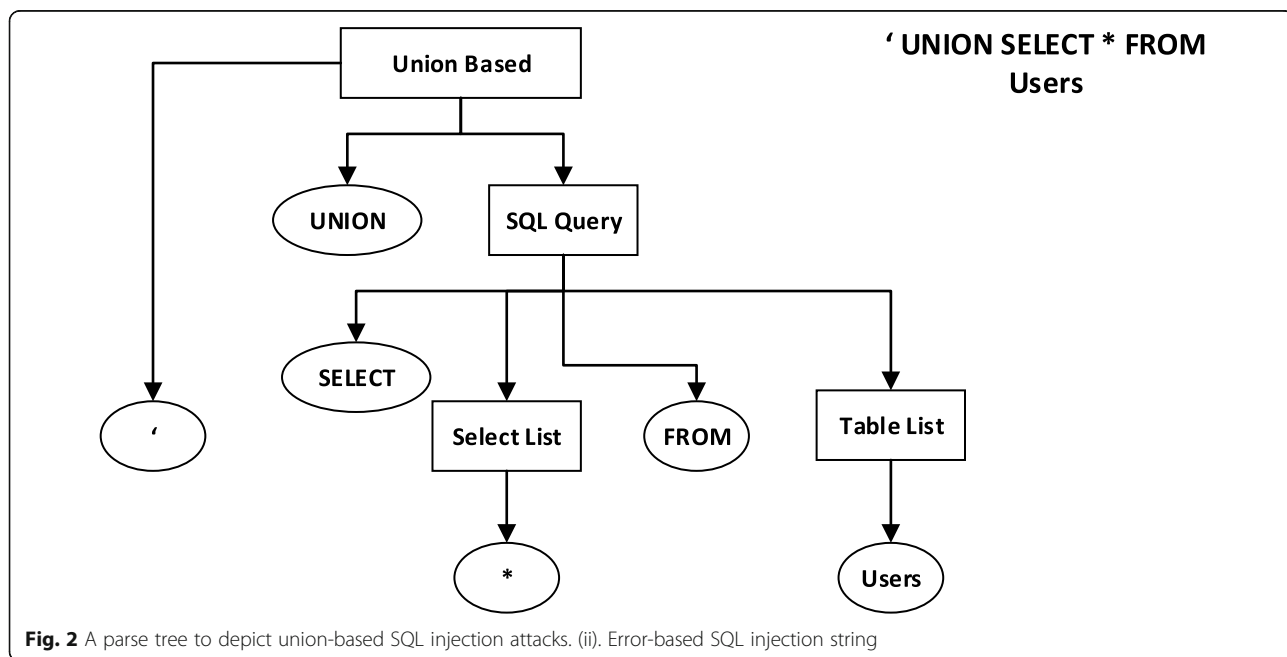 ‘ UNION SELECT * FROM
Users
Union Based
UNION
SQL Query
SELECT
‘
Select List
FROM
Table List
*
Users
Fig. 2 A parse tree to depict union-based SQL injection attacks. (ii). Error-based SQL injection string